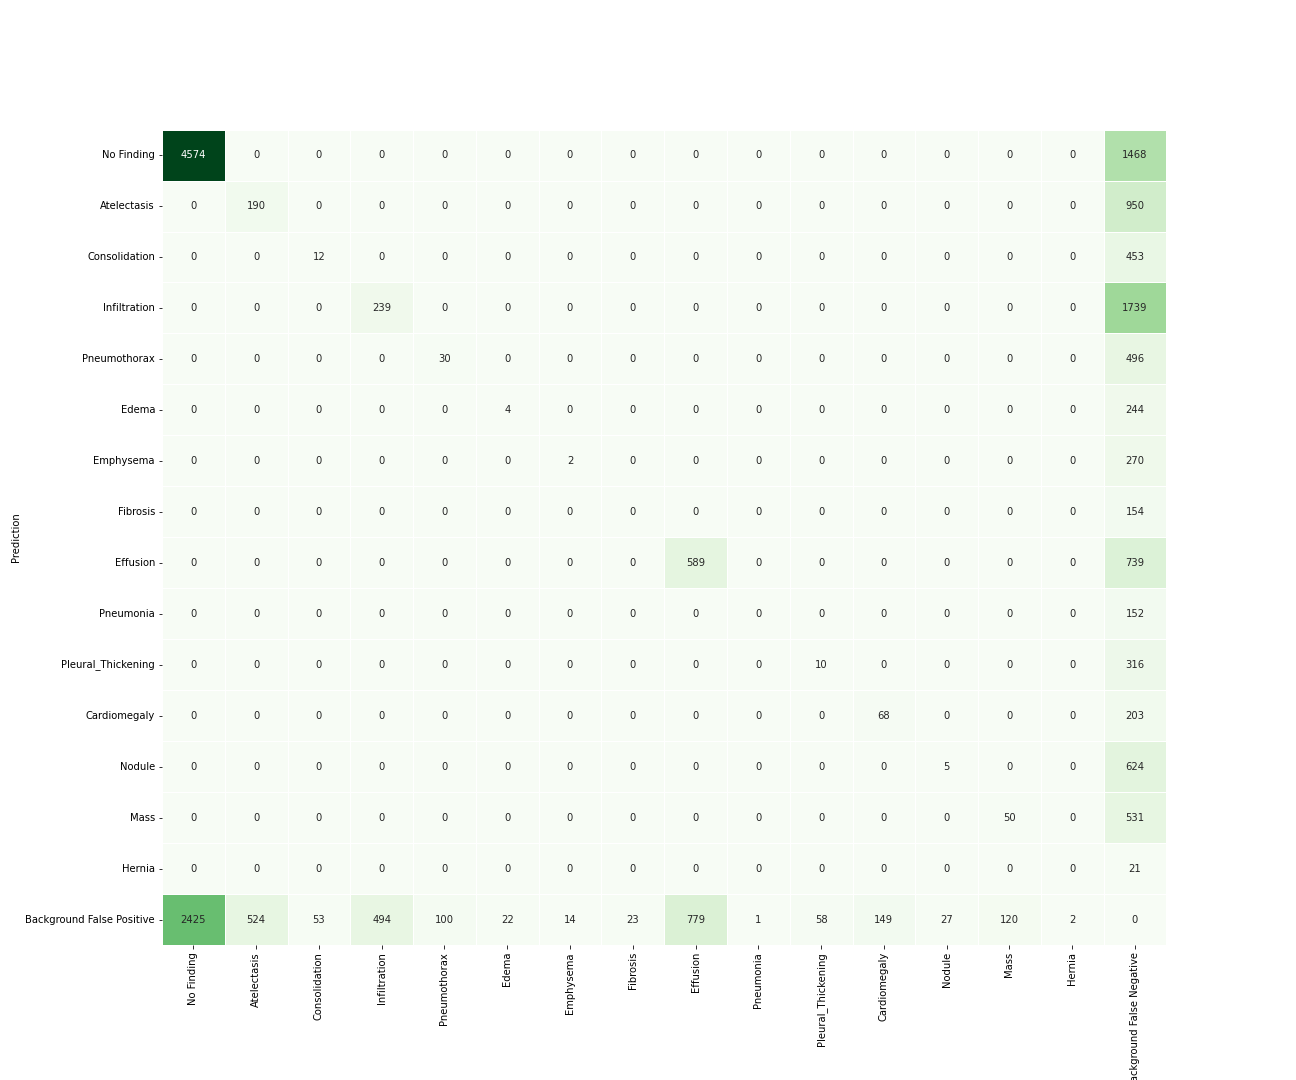 No Finding 4574 0 0 0 0 0 0 0 0 0 0 0 0 0 0 1468
Atelectasis 0 190 0 0 0 0 0 0 0 0 0 0 0 0 0 950
Consolidation 0 0 12 0 0 0 0 0 0 0 0 0 0 0 0 453
Infiltration 0 0 0 239 0 0 0 0 0 0 0 0 0 0 0 1739
Pneumothorax 0 0 0 0 30 0 0 0 0 0 0 0 0 0 0 496
Edema 0 0 0 0 0 4 0 0 0 0 0 0 0 0 0 244
Emphysema 0 0 0 0 0 0 2 0 0 0 0 0 0 0 0 270
Fibrosis 0 0 0 0 0 0 0 0 0 0 0 0 0 0 0 154
Prediction
Effusion 0 0 0 0 0 0 0 0 589 0 0 0 0 0 0 739
Pneumonia 0 0 0 0 0 0 0 0 0 0 0 0 0 0 0 152
Pleural_Thickening 0 0 0 0 0 0 0 0 0 0 10 0 0 0 0 316
Cardiomegaly 0 0 0 0 0 0 0 0 0 0 0 68 0 0 0 203
Nodule 0 0 0 0 0 0 0 0 0 0 0 0 5 0 0 624
Mass 0 0 0 0 0 0 0 0 0 0 0 0 0 50 0 531
Hernia 0 0 0 0 0 0 0 0 0 0 0 0 0 0 0 21
Background False Positive 2425 524 53 494 100 22 14 23 779 1 58 149 27 120 2 0
No Finding
Atelectasis
Consolidation
Infiltration
Pneumothorax
Edema
Emphysema
Fibrosis
Effusion
Pneumonia
Pleural_Thickening
Cardiomegaly
Nodule
Mass
Hernia
False Negative